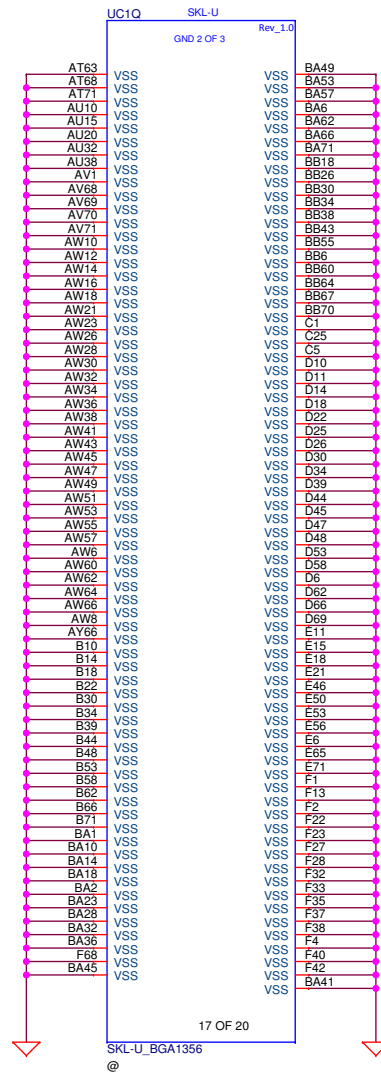 UC1Q SKL-U
Rev_1.0
GND 2 OF 3
AT63 VSS VSS BA49
AT68 VSS VSS BA53
AT71 VSS VSS BA57
AU10 VSS VSS BA6
AU15 VSS VSS BA62
AU20 VSS VSS BA66
AU32 VSS VSS BA71
AU38 VSS VSS BB18
AV1 VSS VSS BB26
AV68 VSS VSS BB30
AV69 VSS VSS BB34
AV70 VSS VSS BB38
AV71 VSS VSS BB43
AW10 VSS VSS BB55
AW12 VSS VSS BB6
AW14 VSS VSS BB60
AW16 VSS VSS BB64
AW18 VSS VSS BB67
AW21 VSS VSS BB70
AW23 VSS VSS C1
AW26 VSS VSS C25
AW28 VSS VSS C5
AW30 VSS VSS D10
AW32 VSS VSS D11
AW34 VSS VSS D14
AW36 VSS VSS D18
AW38 VSS VSS D22
AW41 VSS VSS D25
AW43 VSS VSS D26
AW45 VSS VSS D30
AW47 VSS VSS D34
AW49 VSS VSS D39
AW51 VSS VSS D44
AW53 VSS VSS D45
AW55 VSS VSS D47
AW57 VSS VSS D48
AW6 VSS VSS D53
AW60 VSS VSS D58
AW62 VSS VSS D6
AW64 VSS VSS D62
AW66 VSS VSS D66
AW8 VSS VSS D69
AY66 VSS VSS E11
B10 VSS VSS E15
B14 VSS VSS E18
B18 VSS VSS E21
B22 VSS VSS E46
B30 VSS VSS E50
B34 VSS VSS E53
B39 VSS VSS E56
B44 VSS VSS E6
B48 VSS VSS E65
B53 VSS VSS E71
B58 VSS VSS F1
B62 VSS VSS F13
B66 VSS VSS F2
B71 VSS VSS F22
BA1 VSS VSS F23
BA10 VSS VSS F27
BA14 VSS VSS F28
BA18 VSS VSS F32
BA2 VSS VSS F33
BA23 VSS VSS F35
BA28 VSS VSS F37
BA32 VSS VSS F38
BA36 VSS VSS F4
F68 VSS VSS F40
BA45 VSS VSS F42
VSS BA41
17 OF 20
SKL-U_BGA1356
@